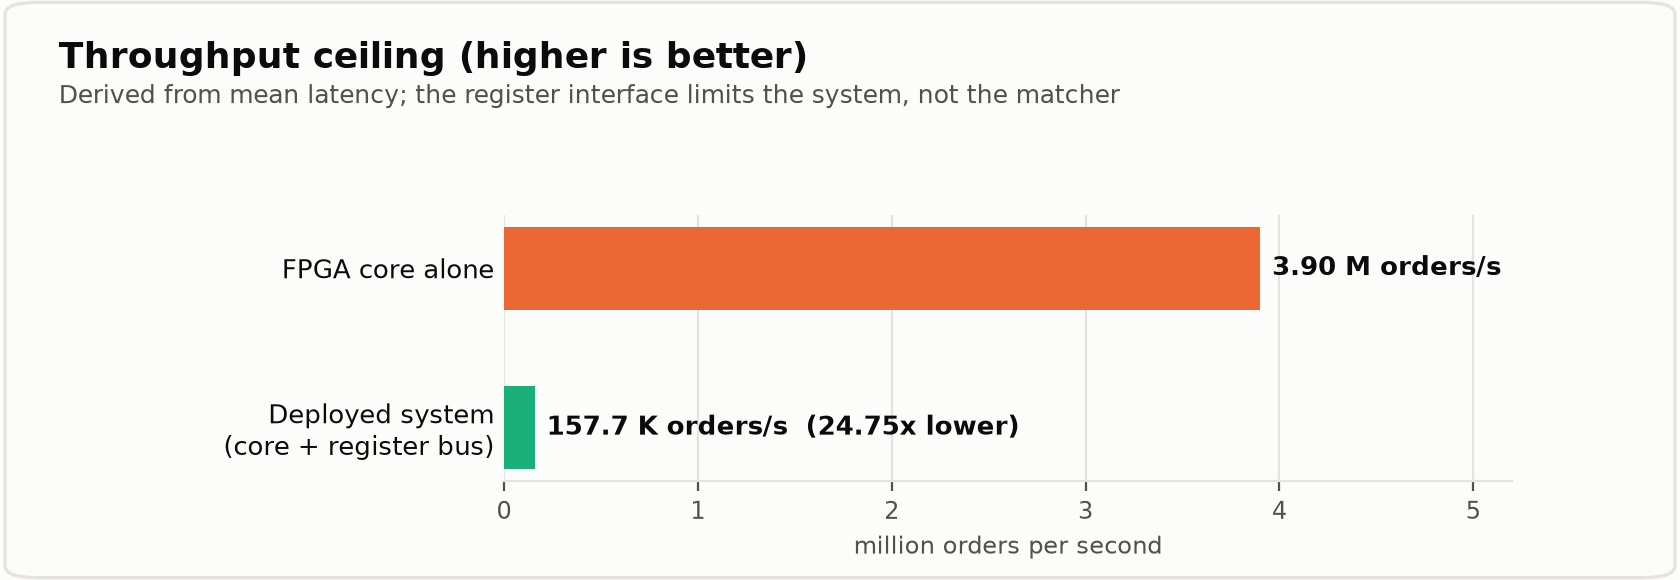 Throughput ceiling (higher is better)
Derived from mean latency; the register interface limits the system, not the matcher
FPGA core alone
3.90 M orders/s
Deployed system
(core + register bus)
157.7 K orders/s (24.75x lower)
0 1 2 3 4 5
million orders per second